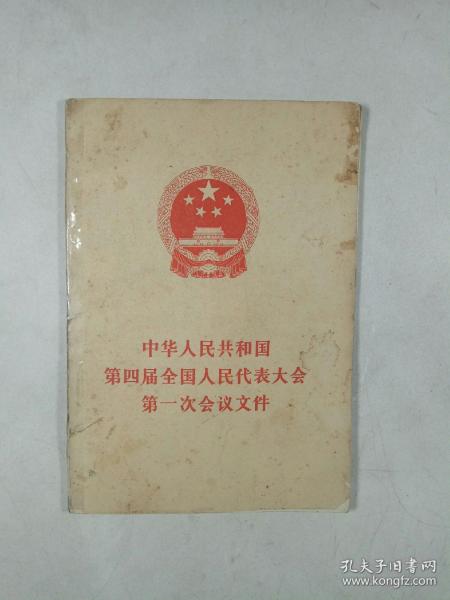 中华人民共和国
第四届全国人民代表大会
第一次会议文件
孔夫子旧书网
www.kongfz.com